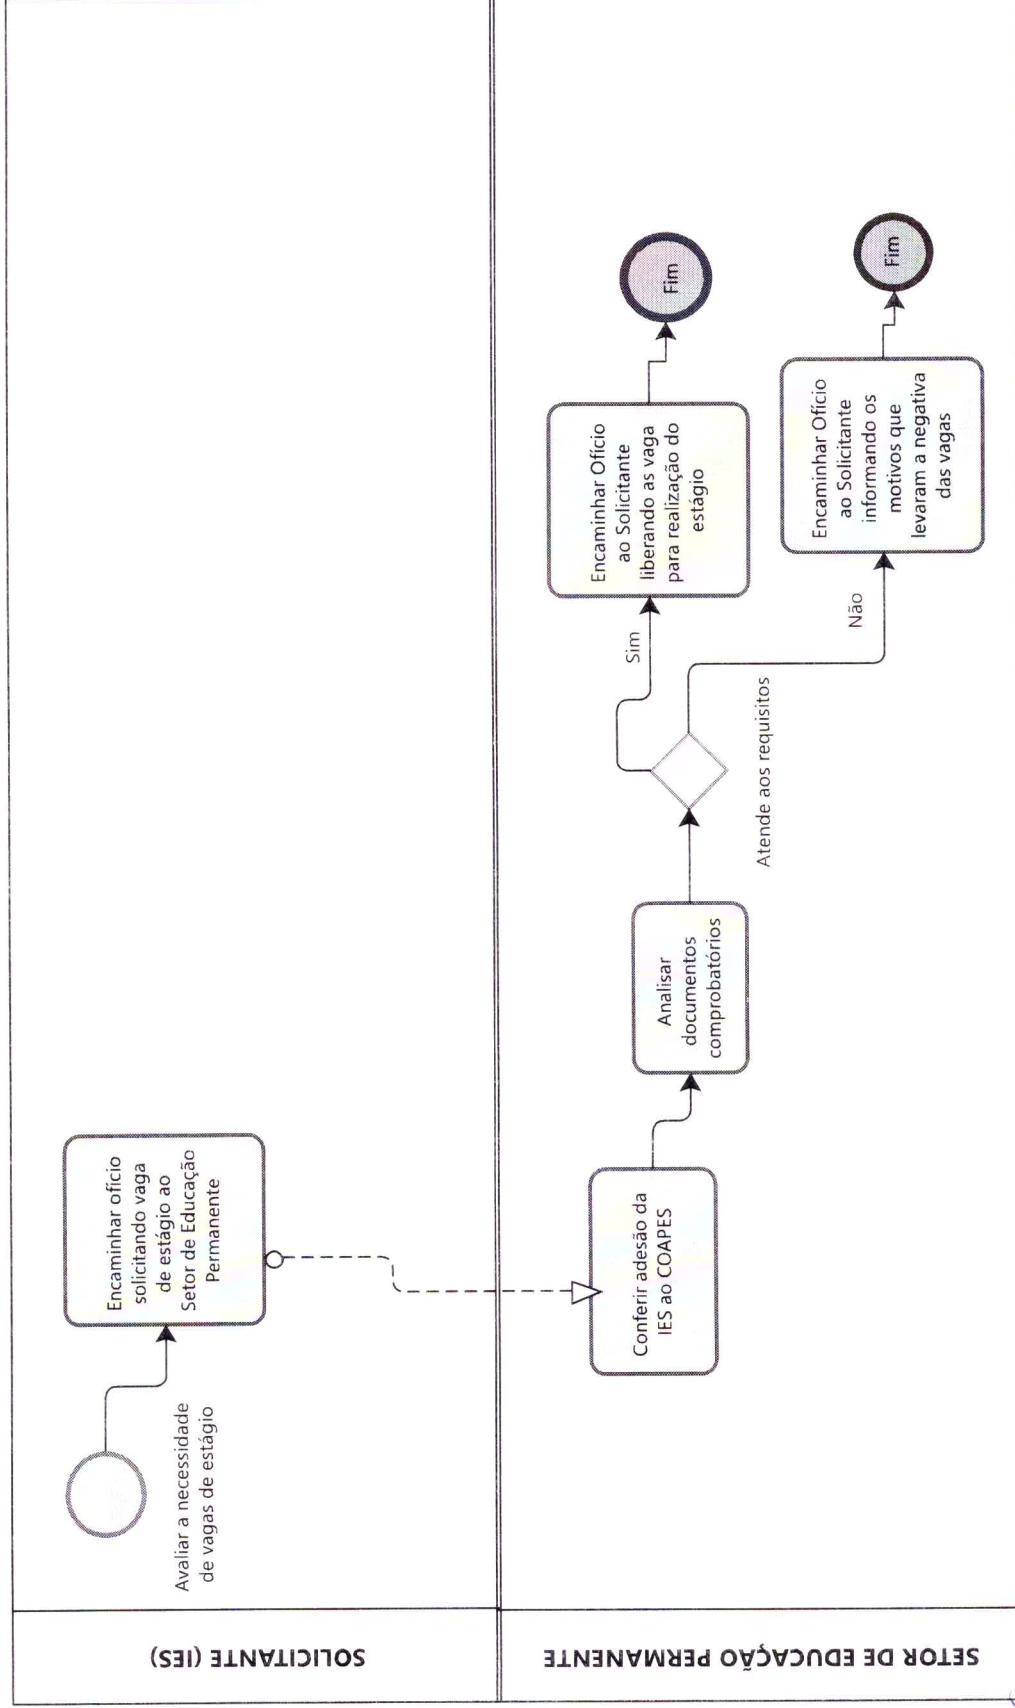 SOLICITANTE (IES)
Avaliar a necessidade
de vagas de estágio
Encaminhar ofício
solicitando vaga
de estágio ao
Setor de Educação
Permanente
SETOR DE EDUCAÇÃO PERMANENTE
Conferir adesão da
IES ao COAPES
Analisar
documentos
comprobatórios
Atende aos requisitos
Sim
Encaminhar Ofício
ao Solicitante
liberando as vaga
para realização do
estágio
Fim
Não
Encaminhar Ofício
ao Solicitante
informando os
motivos que
levaram a negativa
das vagas
Fim